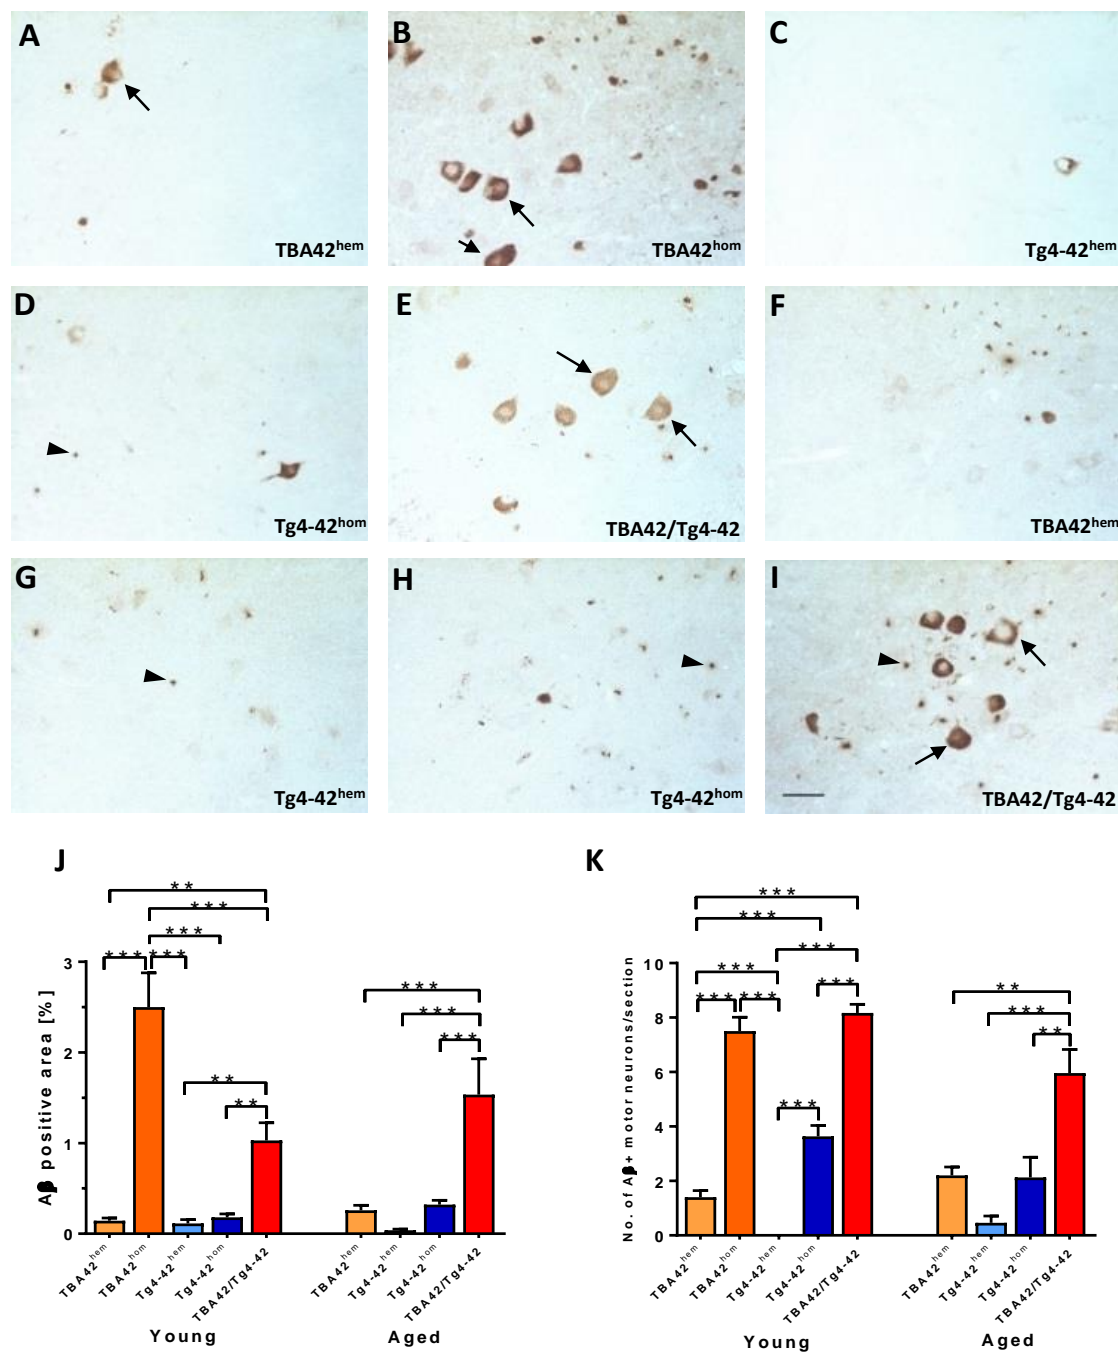 A
TBA42hem
B
TBA42hom
C
Tg4-42hem
D
Tg4-42hom
E
TBA42/Tg4-42
F
TBA42hem
G
Tg4-42hem
H
Tg4-42hom
I
TBA42/Tg4-42
J
**
***
***
*** ***
**
**
***
***
***
Aβ positive area [%]
3
2
1
0
TBA42hem
TBA42hom
Tg4-42hem
Tg4-42hom
TBA42/Tg4-42
TBA42hem
Tg4-42hem
Tg4-42hom
TBA42/Tg4-42
Young
Aged
K
***
***
***
***
*** ***
***
***
**
***
**
No. of Aβ+ motor neurons/section
10
8
6
4
2
0
TBA42hem
TBA42hom
Tg4-42hem
Tg4-42hom
TBA42/Tg4-42
TBA42hem
Tg4-42hem
Tg4-42hom
TBA42/Tg4-42
Young
Aged